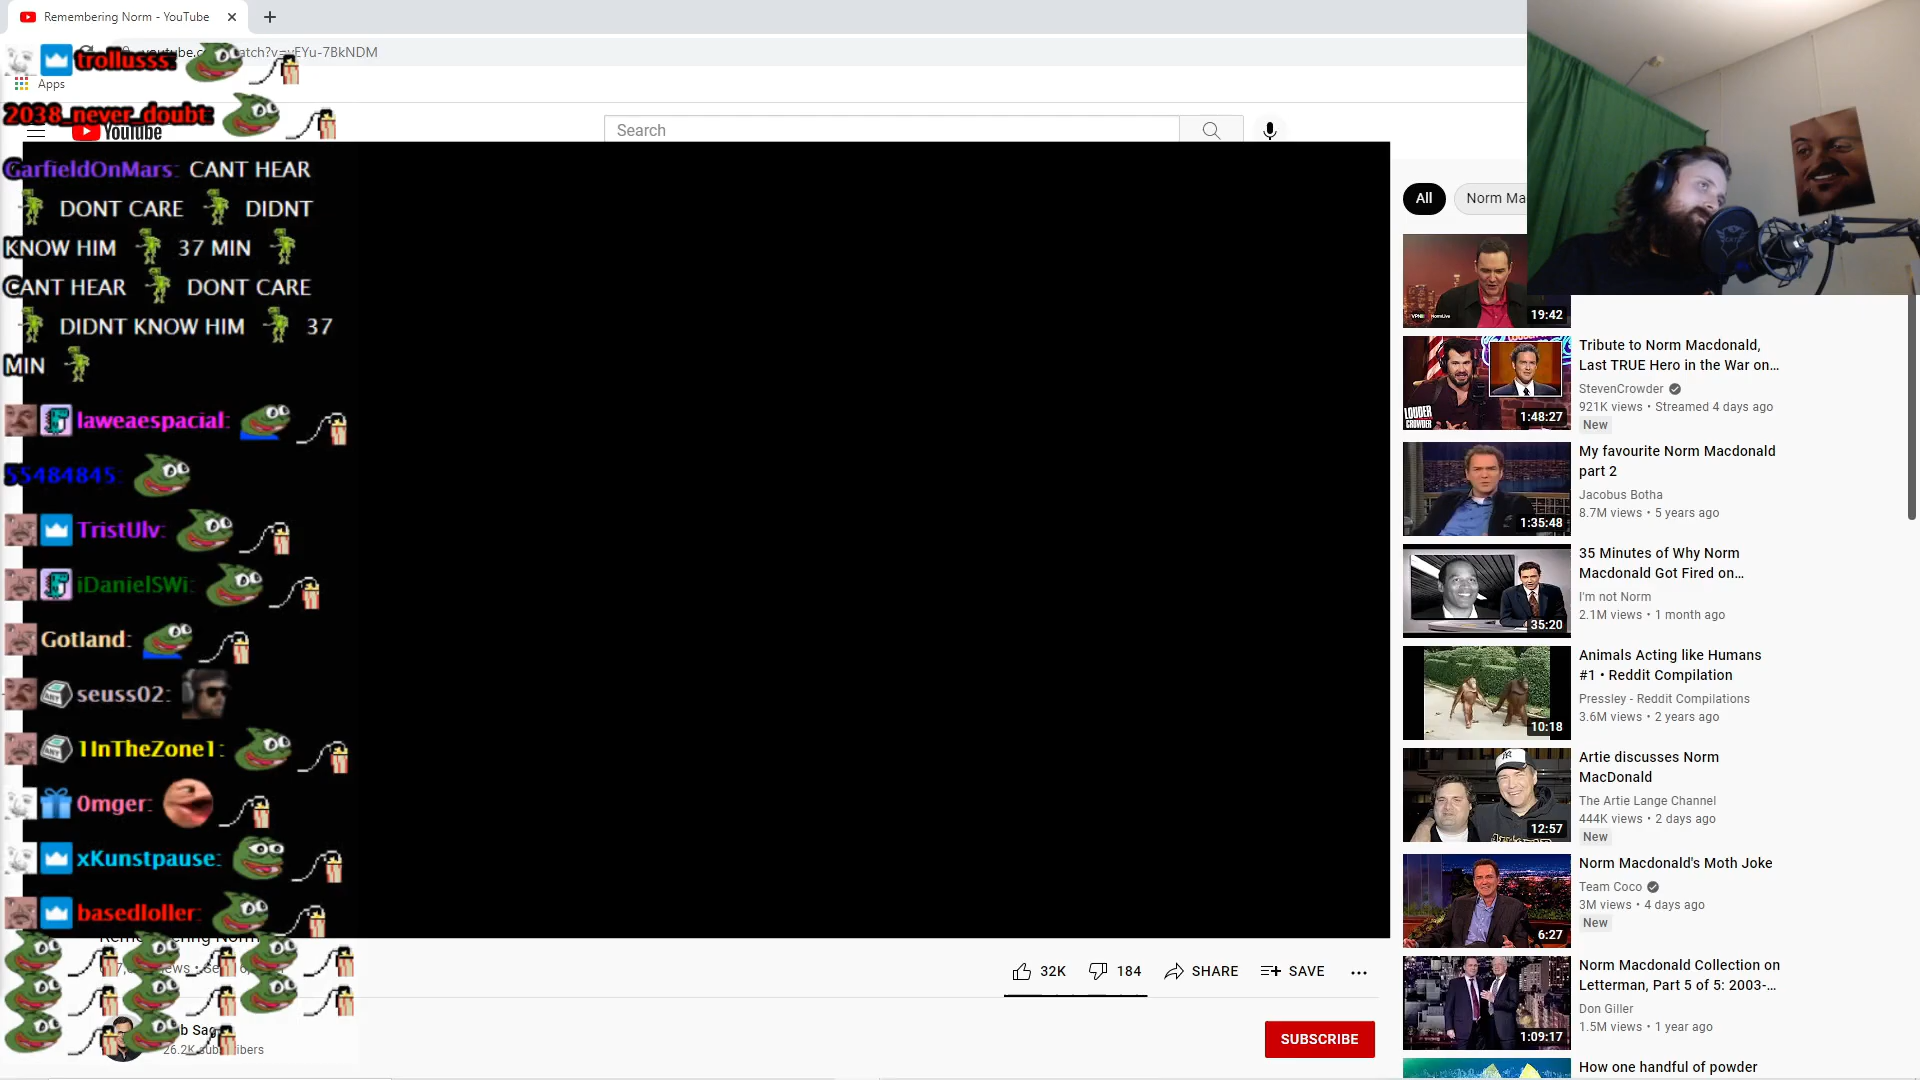 Remembering Norm - YouTube
Apps
YouTube
Search
trollusss:
2038_never_doubt:
GarfieldOnMars: CANT HEAR
DONT CARE DIDNT
KNOW HIM 37 MIN
CANT HEAR DONT CARE
DIDNT KNOW HIM 37
MIN
laweaespacial:
55484845:
TristUlv:
iDanielSWi:
Gotland:
seuss02:
1InTheZone1:
0mger:
xKunstpause:
basedloller:
32K
184
SHARE
SAVE
SUBSCRIBE
All
Norm Ma
19:42
Tribute to Norm Macdonald,
Last TRUE Hero in the War on...
StevenCrowder
921K views • Streamed 4 days ago
New
LOUDER
CROWDER
1:48:27
My favourite Norm Macdonald
part 2
Jacobus Botha
8.7M views • 5 years ago
1:35:48
35 Minutes of Why Norm
Macdonald Got Fired on...
I'm not Norm
2.1M views • 1 month ago
35:20
Animals Acting like Humans
#1 • Reddit Compilation
Pressley - Reddit Compilations
3.6M views • 2 years ago
10:18
Artie discusses Norm
MacDonald
The Artie Lange Channel
444K views • 2 days ago
New
12:57
Norm Macdonald's Moth Joke
Team Coco
3M views • 4 days ago
New
6:27
Norm Macdonald Collection on
Letterman, Part 5 of 5: 2003-...
Don Giller
1.5M views • 1 year ago
1:09:17
How one handful of powder